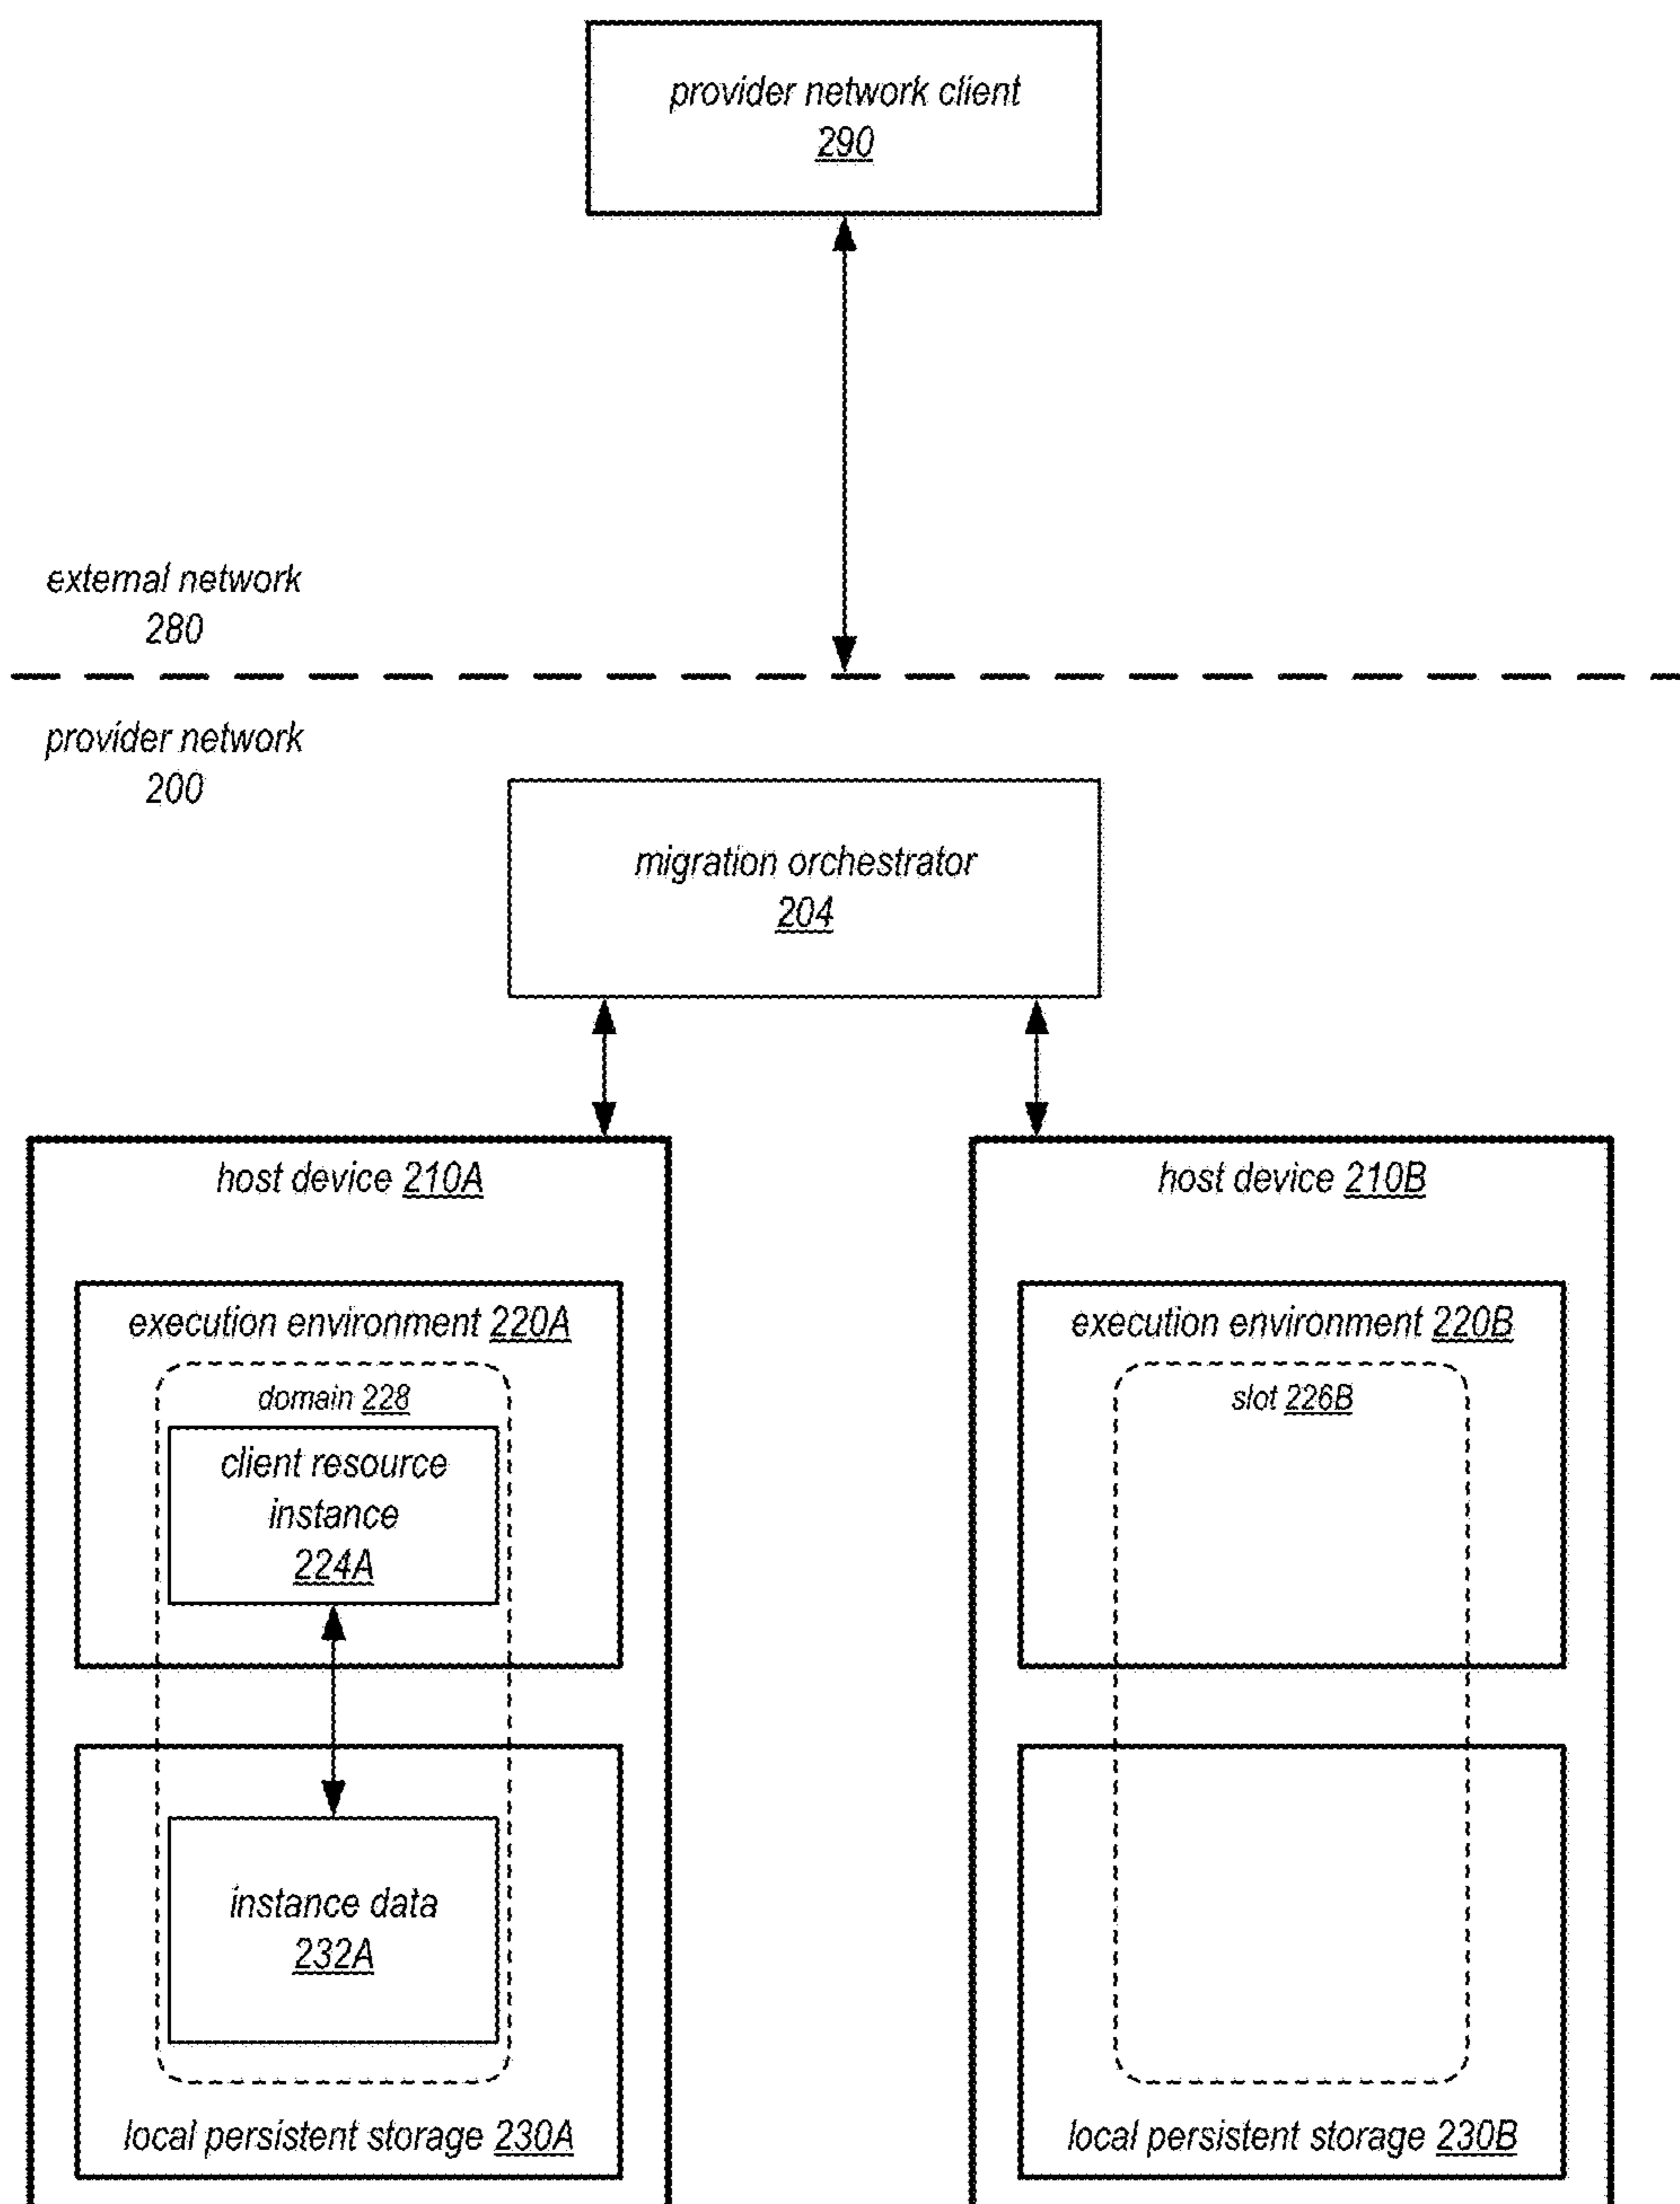 provider network client
290
external network
280
provider network
200
migration orchestrator
204
host device 210A
host device 210B
execution environment 220A
execution environment 220B
domain 228
slot 226B
client resource
instance
224A
instance data
232A
local persistent storage 230A
local persistent storage 230B